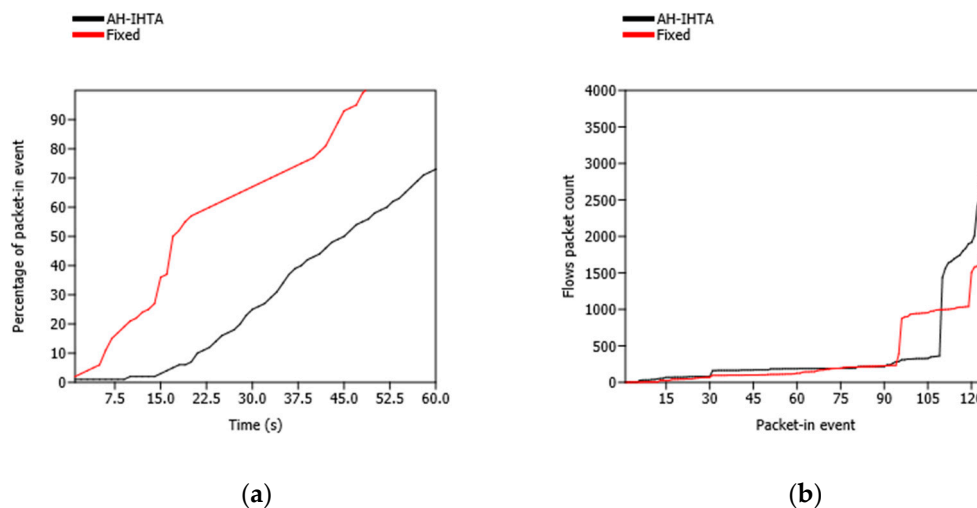 AH-IHTA
Fixed
Percentage of packet-in event
90
80
70
60
50
40
30
20
10
0
7.5 15.0 22.5 30.0 37.5 45.0 52.5 60.0
Time (s)
(a)
AH-IHTA
Fixed
Flows packet count
4000
3500
3000
2500
2000
1500
1000
500
0
15 30 45 60 75 90 105 120
Packet-in event
(b)